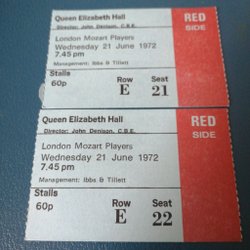 Queen Elizabeth Hall
Director: John Denison, C.B.E.
RED
SIDE
London Mozart Players
Wednesday 21 June 1972
7.45 pm
Management: Ibbs & Tillett
Stalls
60p
Row
E
Seat
21
Queen Elizabeth Hall
Director: John Denison, C.B.E.
RED
SIDE
London Mozart Players
Wednesday 21 June 1972
7.45 pm
Management: Ibbs & Tillett
Stalls
60p
Row
E
Seat
22